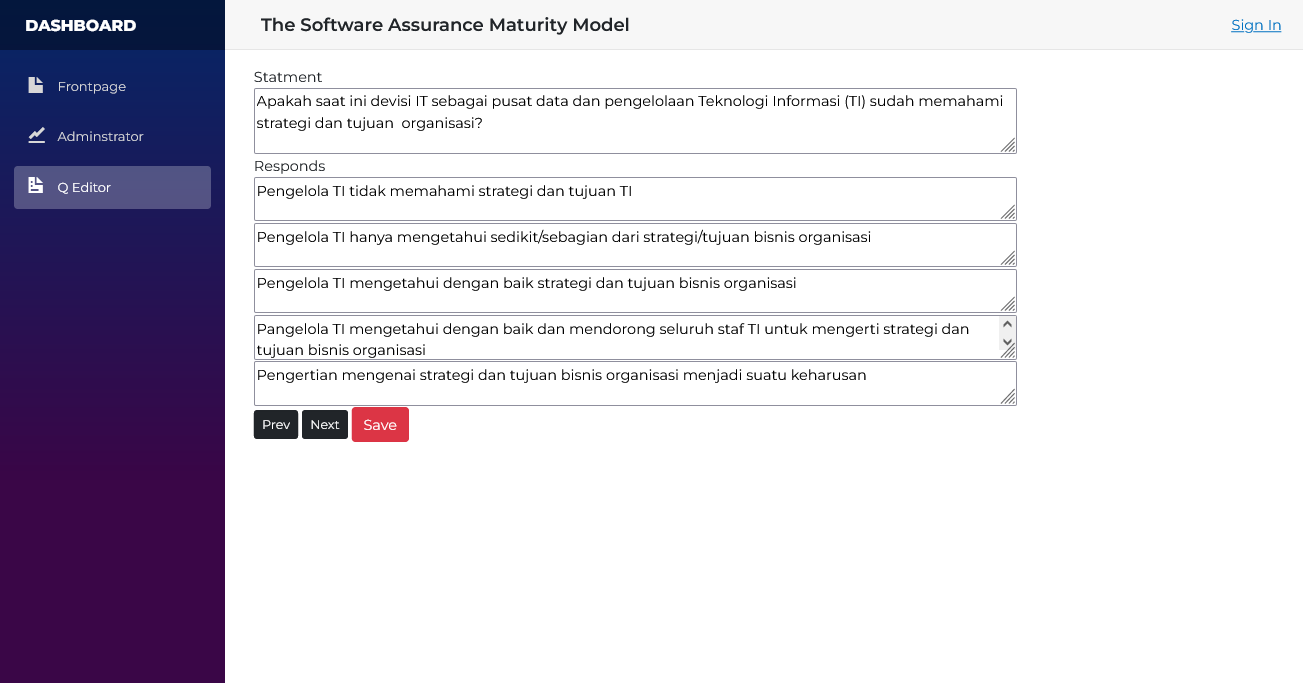 DASHBOARD
The Software Assurance Maturity Model
Sign In
Frontpage
Adminstrator
Q Editor
Statment
Apakah saat ini devisi IT sebagai pusat data dan pengelolaan Teknologi Informasi (TI) sudah memahami
strategi dan tujuan  organisasi?
Responds
Pengelola TI tidak memahami strategi dan tujuan TI
Pengelola TI hanya mengetahui sedikit/sebagian dari strategi/tujuan bisnis organisasi
Pengelola TI mengetahui dengan baik strategi dan tujuan bisnis organisasi
Pangelola TI mengetahui dengan baik dan mendorong seluruh staf TI untuk mengerti strategi dan
tujuan bisnis organisasi
Pengertian mengenai strategi dan tujuan bisnis organisasi menjadi suatu keharusan
Prev Next Save